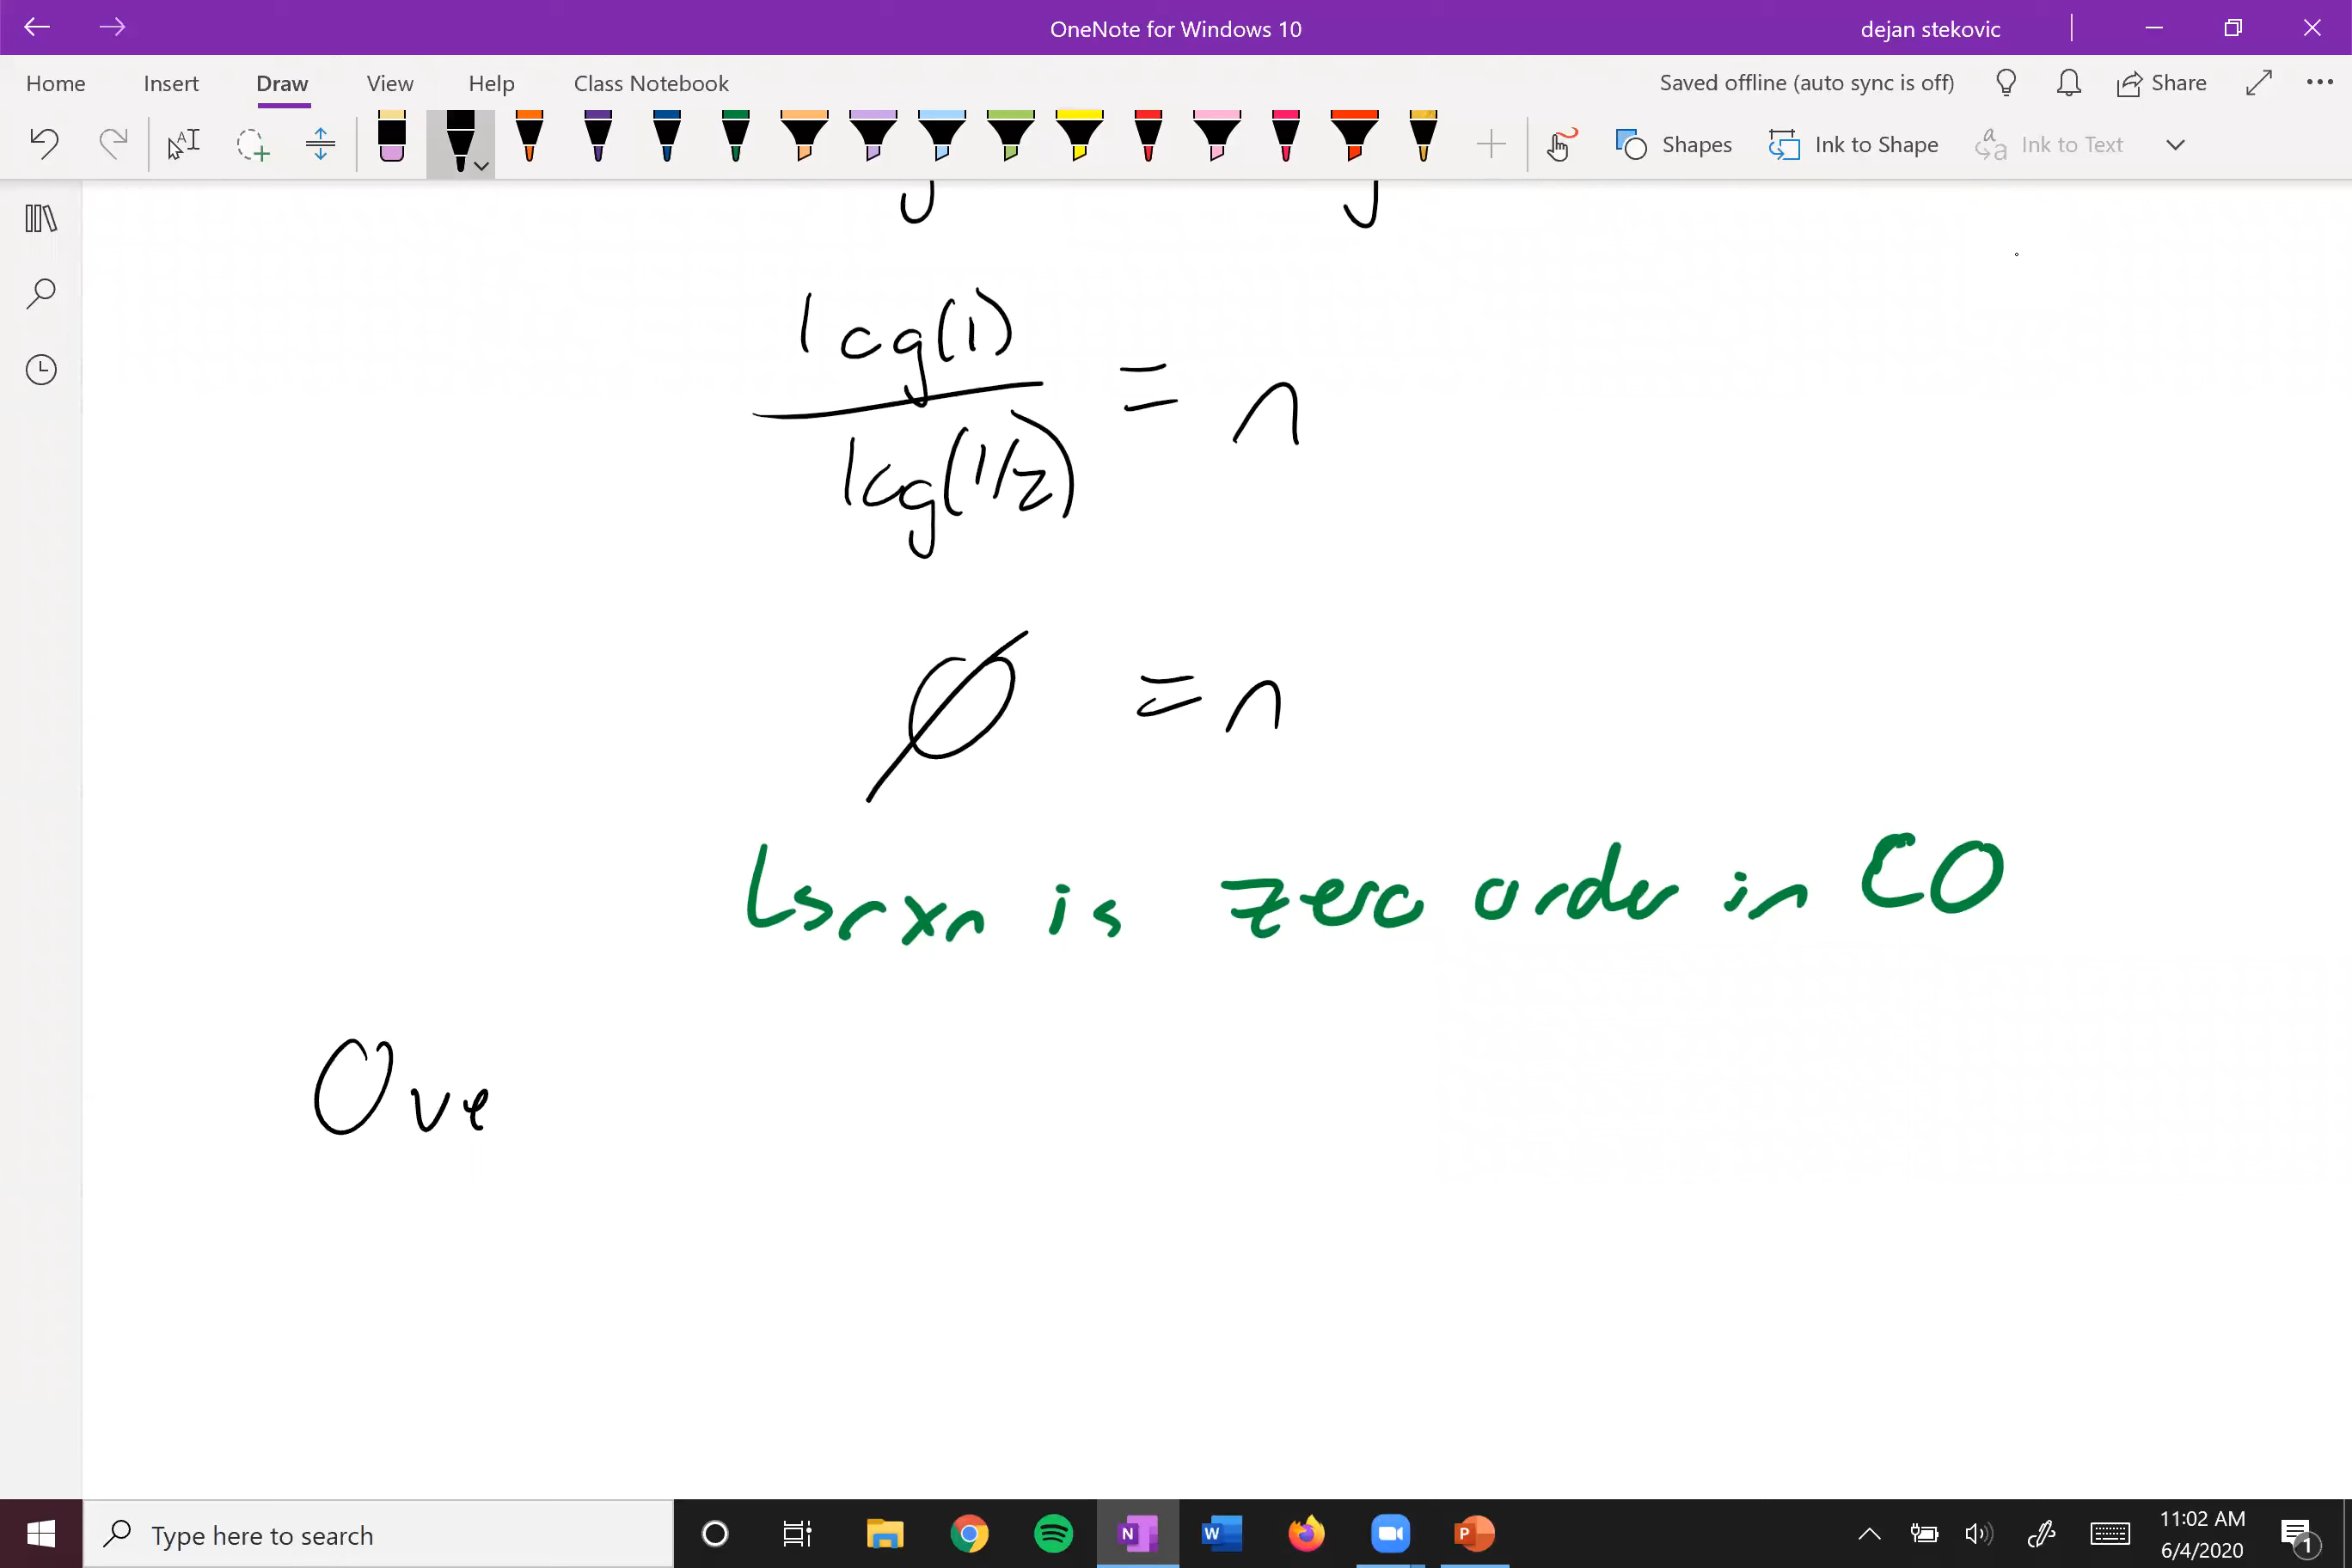 OneNote for Windows 10
dejan stekovic
Home Insert Draw View Help Class Notebook
Saved offline (auto sync is off) Share
Shapes Ink to Shape Ink to Text
log(1)
log(1/2) = n
∅ = n
↳rxn is zero order in CO
Ove
Type here to search
11:02 AM
6/4/2020
1